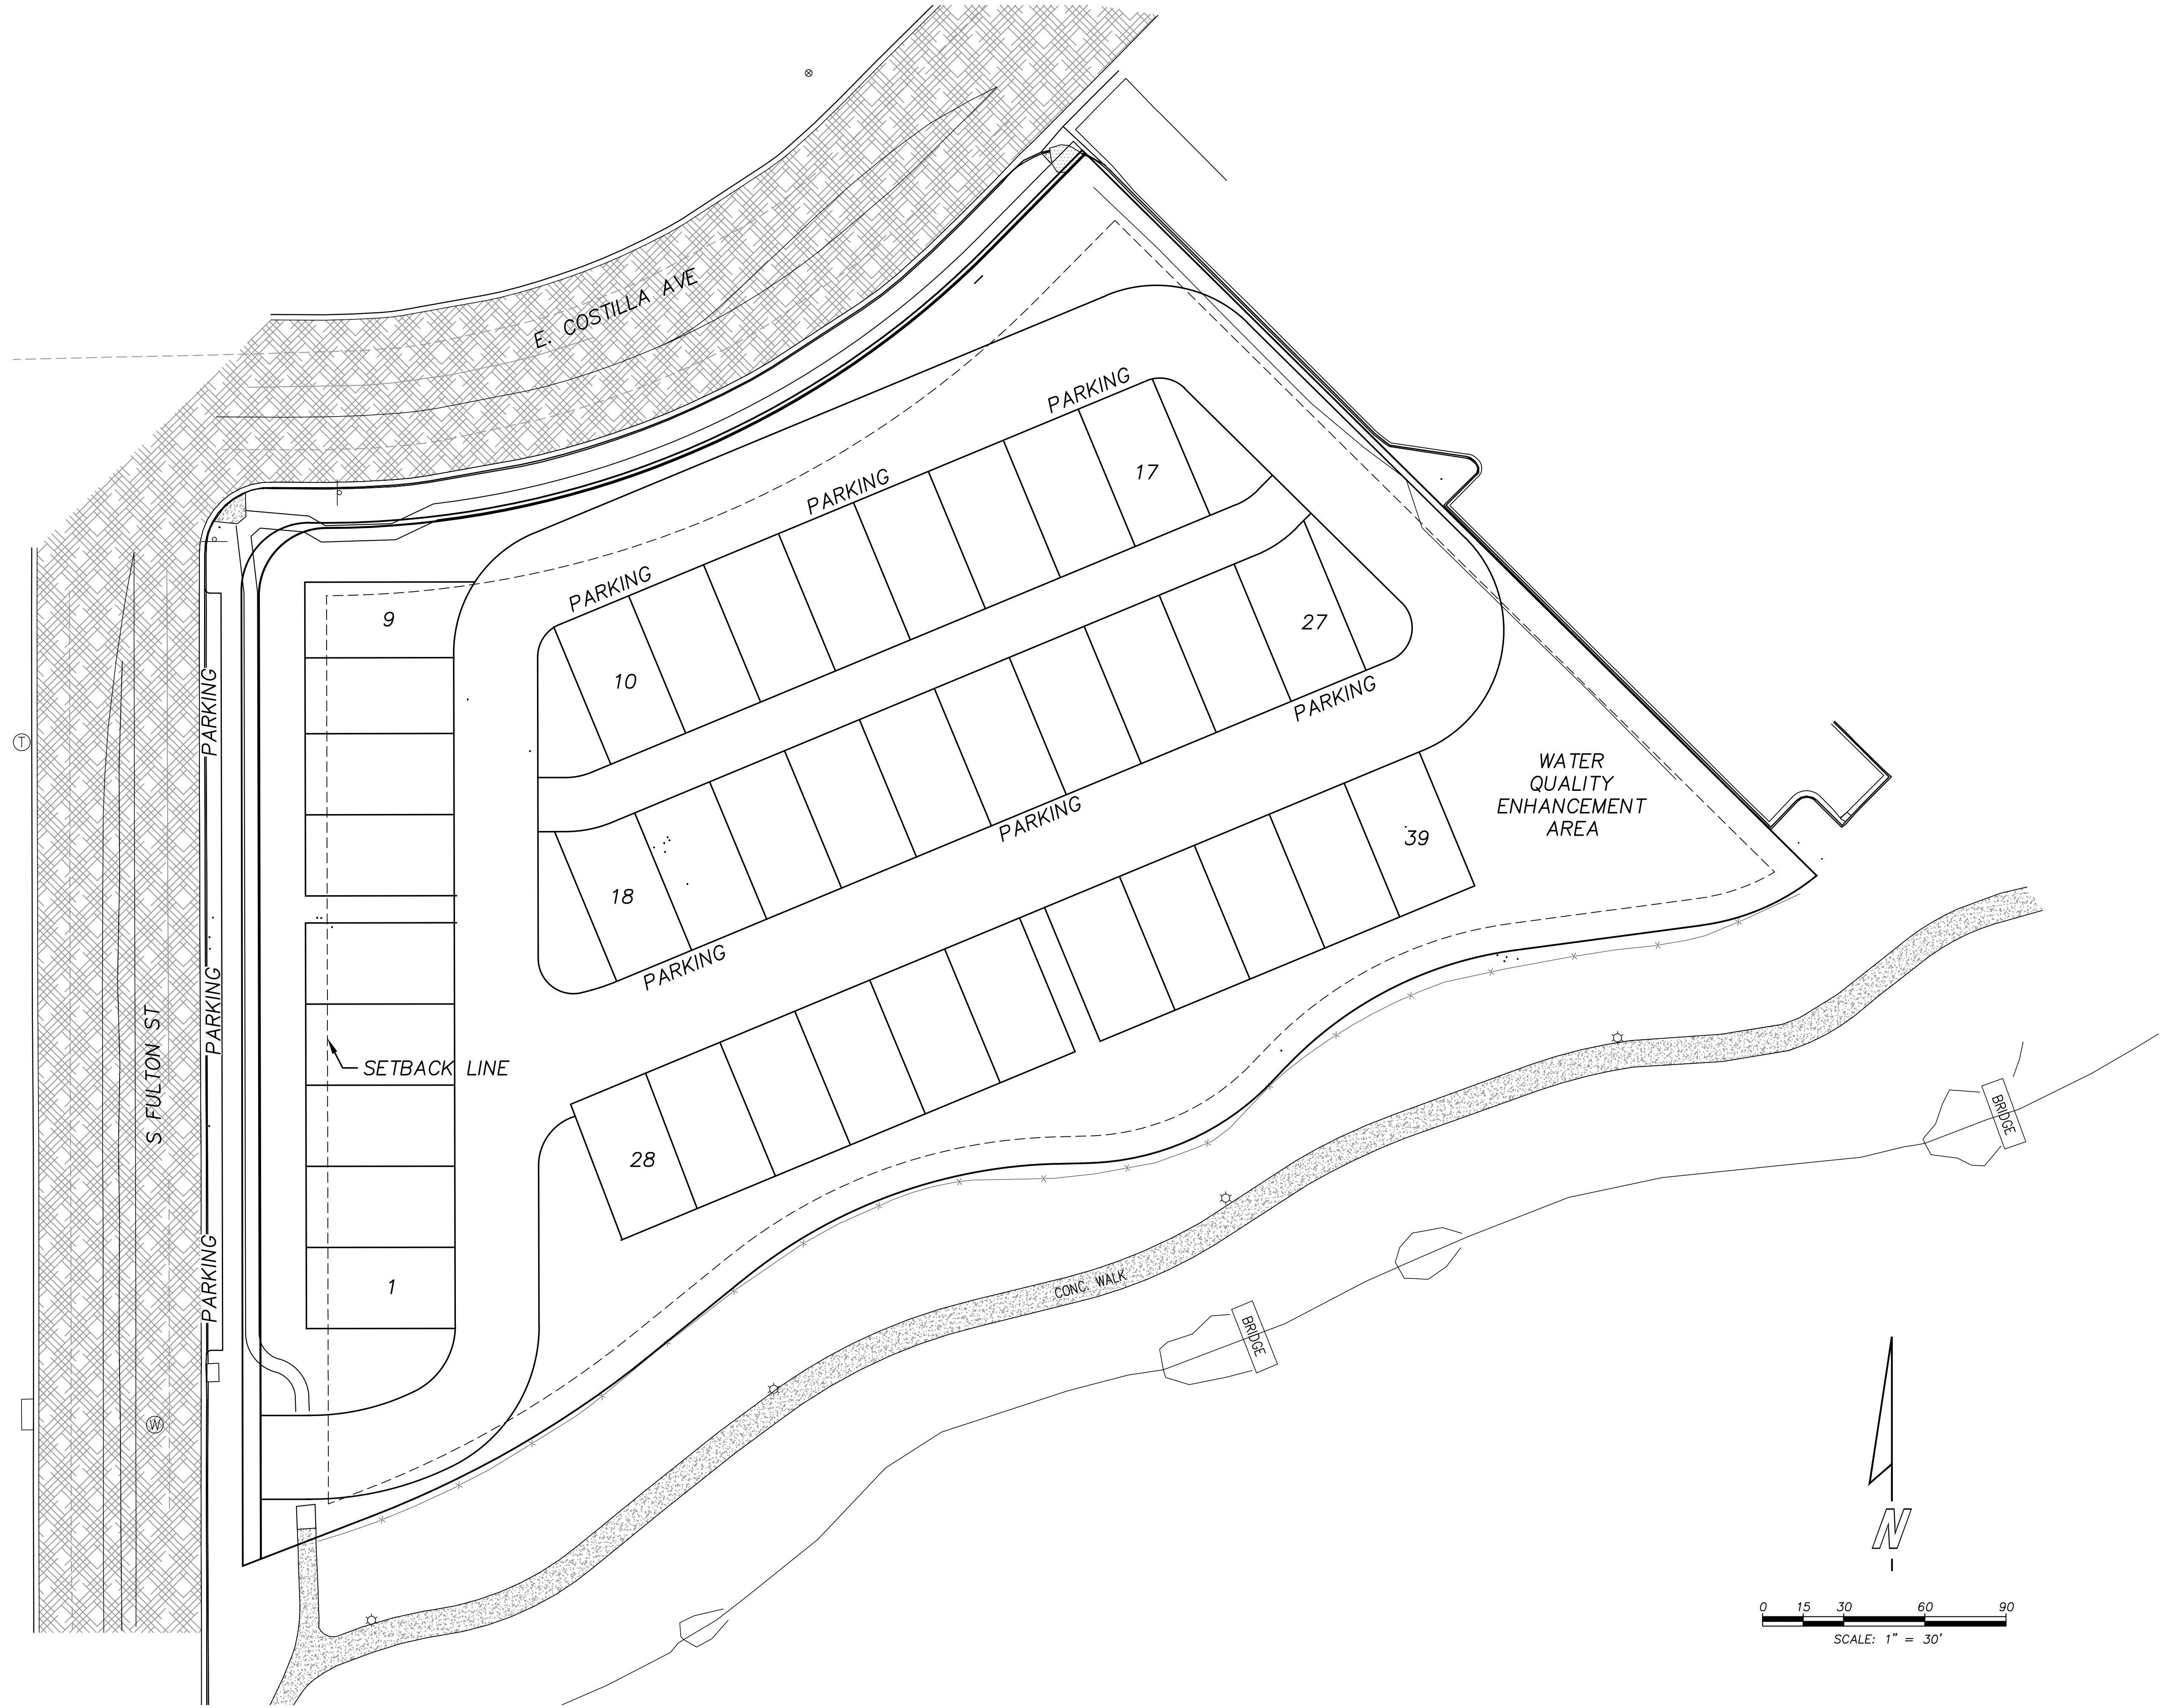 E. COSTILLA AVE
PARKING
PARKING
17
PARKING
9
10
27
PARKING
PARKING
T
WATER
QUALITY
ENHANCEMENT
AREA
PARKING
39
18
PARKING
PARKING
S FULTON ST
SETBACK LINE
BRIDGE
28
PARKING
1
CONC. WALK
BRIDGE
W
N
0 15 30 60 90
SCALE: 1" = 30'